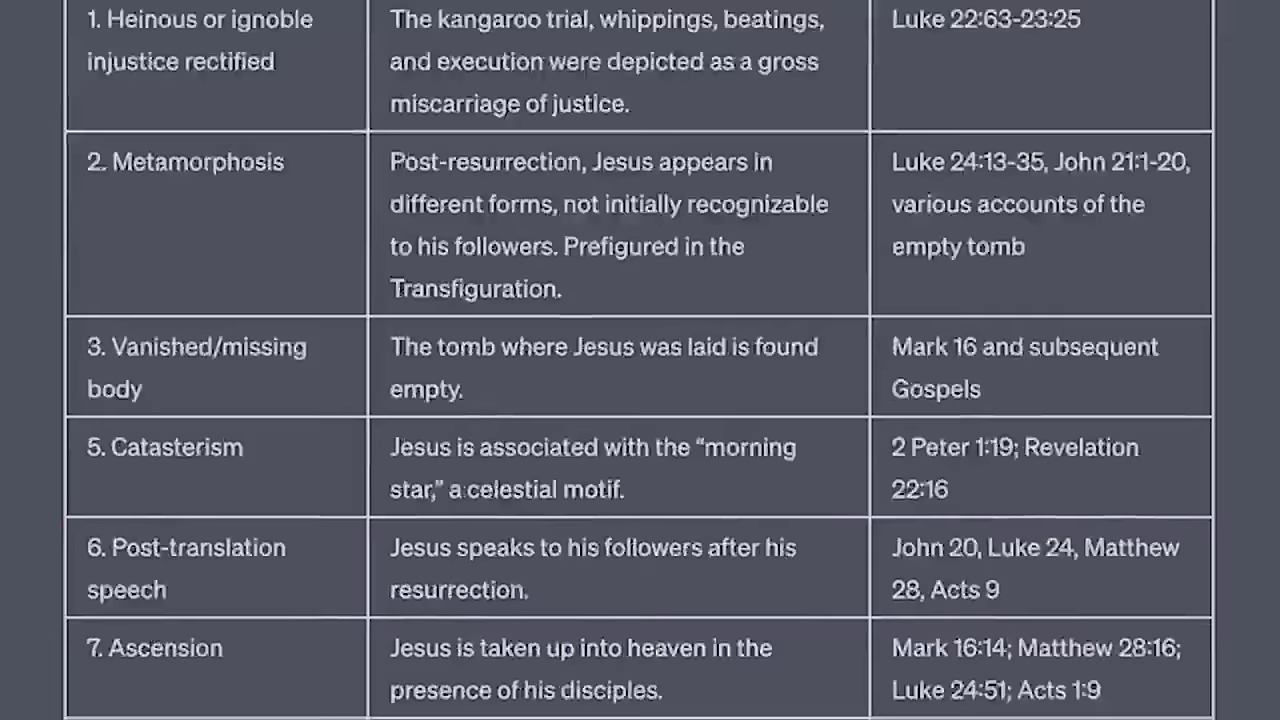 1. Heinous or ignoble
injustice rectified
The kangaroo trial, whippings, beatings,
and execution were depicted as a gross
miscarriage of justice.
Luke 22:63-23:25
2. Metamorphosis
Post-resurrection, Jesus appears in
different forms, not initially recognizable
to his followers. Prefigured in the
Transfiguration.
Luke 24:13-35, John 21:1-20,
various accounts of the
empty tomb
3. Vanished/missing
body
The tomb where Jesus was laid is found
empty.
Mark 16 and subsequent
Gospels
5. Catasterism
Jesus is associated with the “morning
star,” a celestial motif.
2 Peter 1:19; Revelation
22:16
6. Post-translation
speech
Jesus speaks to his followers after his
resurrection.
John 20, Luke 24, Matthew
28, Acts 9
7. Ascension
Jesus is taken up into heaven in the
presence of his disciples.
Mark 16:14; Matthew 28:16;
Luke 24:51; Acts 1:9